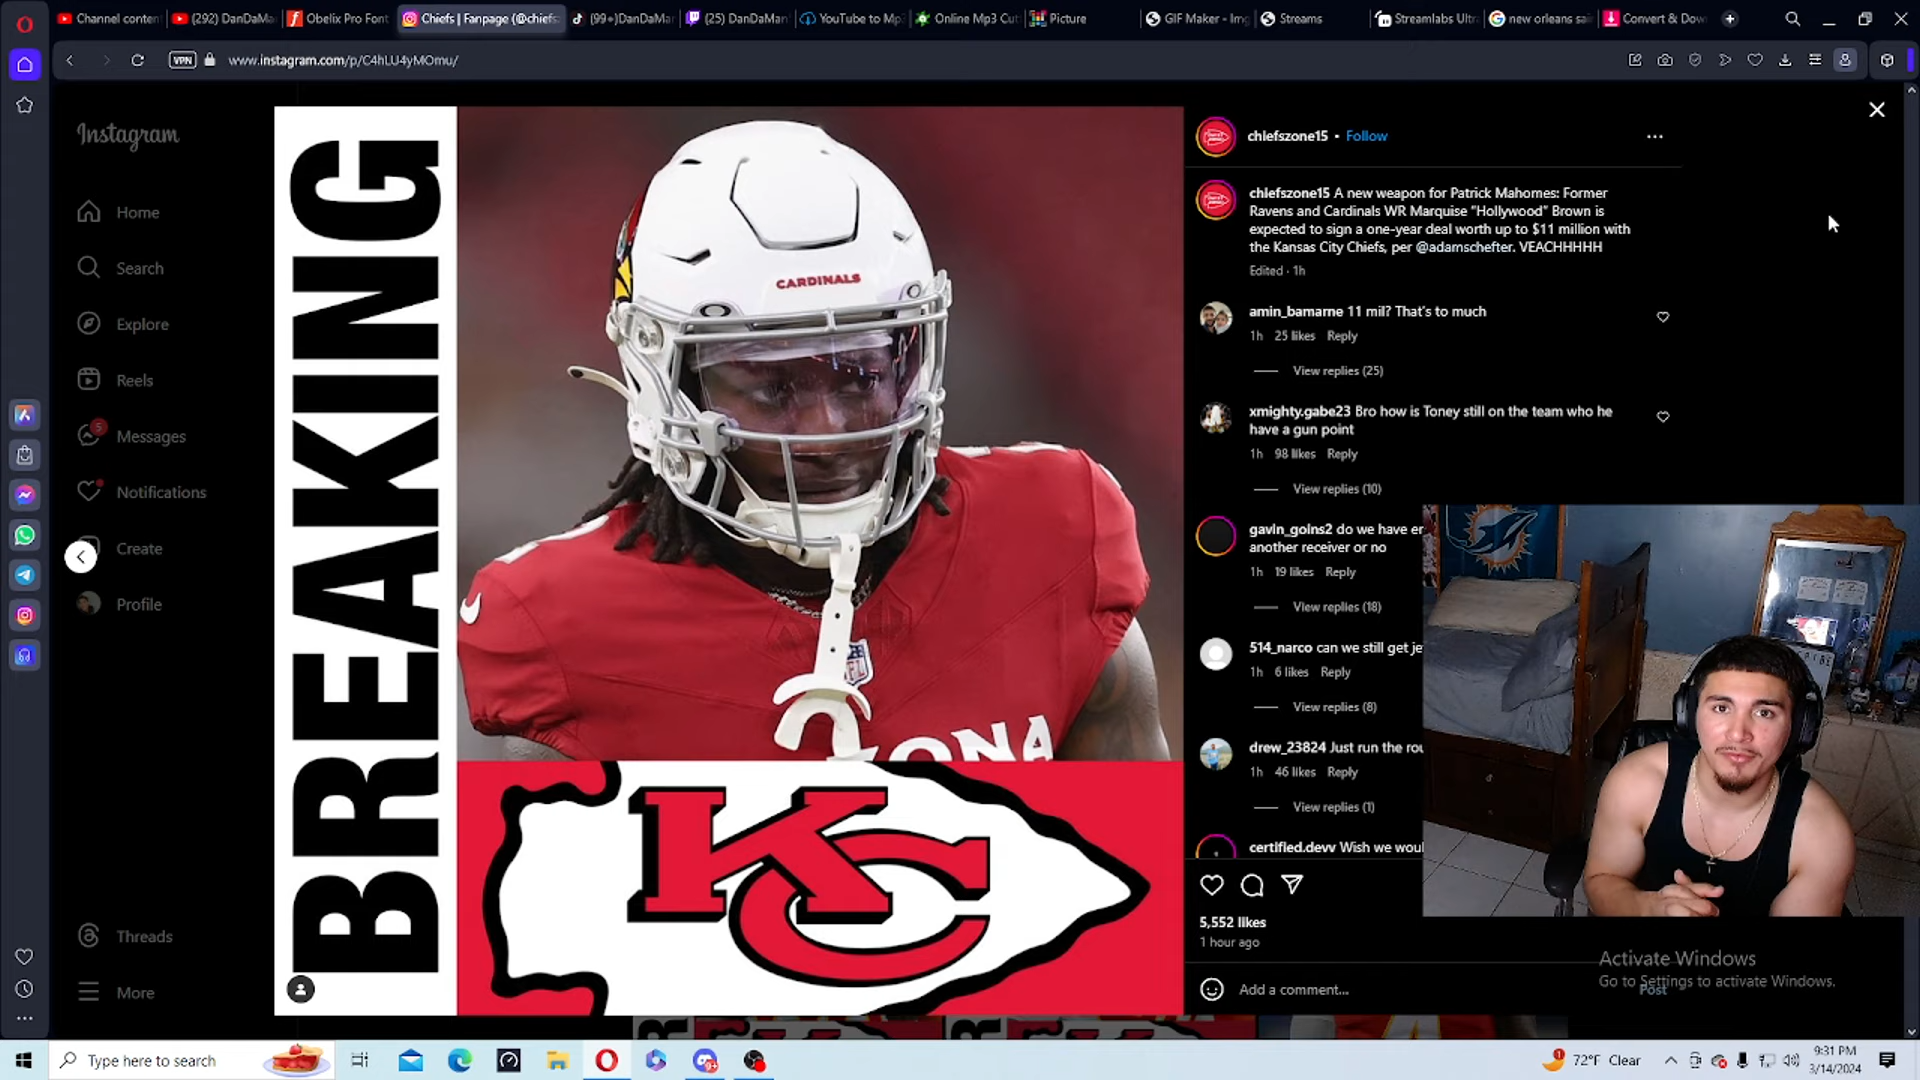 Channel conten
(292) DanDaMa
Obelix Pro Font
Chiefs | Fanpage (@chiefs
(99+)DanDaMa
(25) DanDaMan
YouTube to Mp
Online Mp3 Cut
Picture
GIF Maker - Img
Streams
Streamlabs Ultr
new orleans sai
Convert & Dow
VPN
www.instagram.com/p/C4hLU4yMOmu/
Instagram
Home
Search
Explore
Reels
5
Messages
Notifications
Create
Profile
Threads
More
BREAKING
CARDINALS
NFL
ZONA
KC
chiefszone15 • Follow
chiefszone15 A new weapon for Patrick Mahomes: Former
Ravens and Cardinals WR Marquise "Hollywood" Brown is
expected to sign a one-year deal worth up to $11 million with
the Kansas City Chiefs, per @adamschefter. VEACHHHHH
Edited · 1h
amin_bamarne 11 mil? That's to much
1h 25 likes Reply
View replies (25)
xmighty.gabe23 Bro how is Toney still on the team who he
have a gun point
1h 98 likes Reply
View replies (10)
gavin_goins2 do we have en
another receiver or no
1h 19 likes Reply
View replies (18)
514_narco can we still get je
1h 6 likes Reply
View replies (8)
drew_23824 Just run the rou
1h 46 likes Reply
View replies (1)
certified.devv Wish we woul
5,552 likes
1 hour ago
Add a comment...
Post
Activate Windows
Go to Settings to activate Windows.
Type here to search
72°F Clear
9:31 PM
3/14/2024